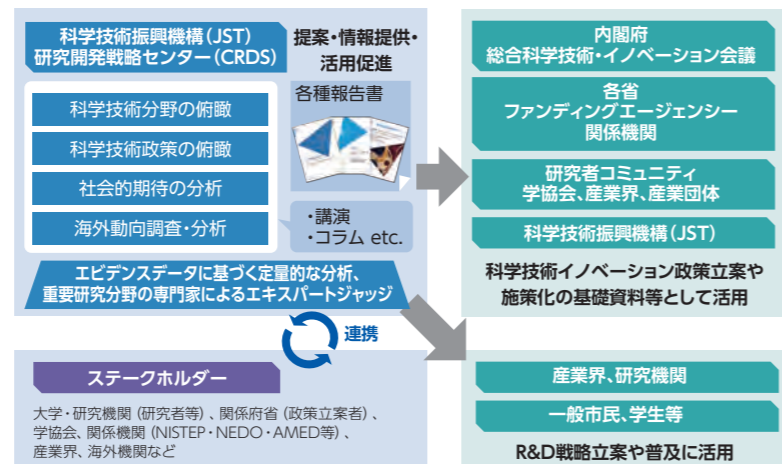 科学技術振興機構(JST)
研究開発戦略センター(CRDS)
提案・情報提供・
活用促進
各種報告書
科学技術分野の俯瞰
科学技術政策の俯瞰
社会的期待の分析
海外動向調査・分析
・講演
・コラム etc.
エビデンスデータに基づく定量的な分析、
重要研究分野の専門家によるエキスパートジャッジ
連携
ステークホルダー
大学・研究機関(研究者等)、関係府省(政策立案者)、
学協会、関係機関(NISTEP・NEDO・AMED等)、
産業界、海外機関など
内閣府
総合科学技術・イノベーション会議
各省
ファンディングエージェンシー
関係機関
研究者コミュニティ
学協会、産業界、産業団体
科学技術振興機構(JST)
科学技術イノベーション政策立案や
施策化の基礎資料等として活用
産業界、研究機関
一般市民、学生等
R&D戦略立案や普及に活用